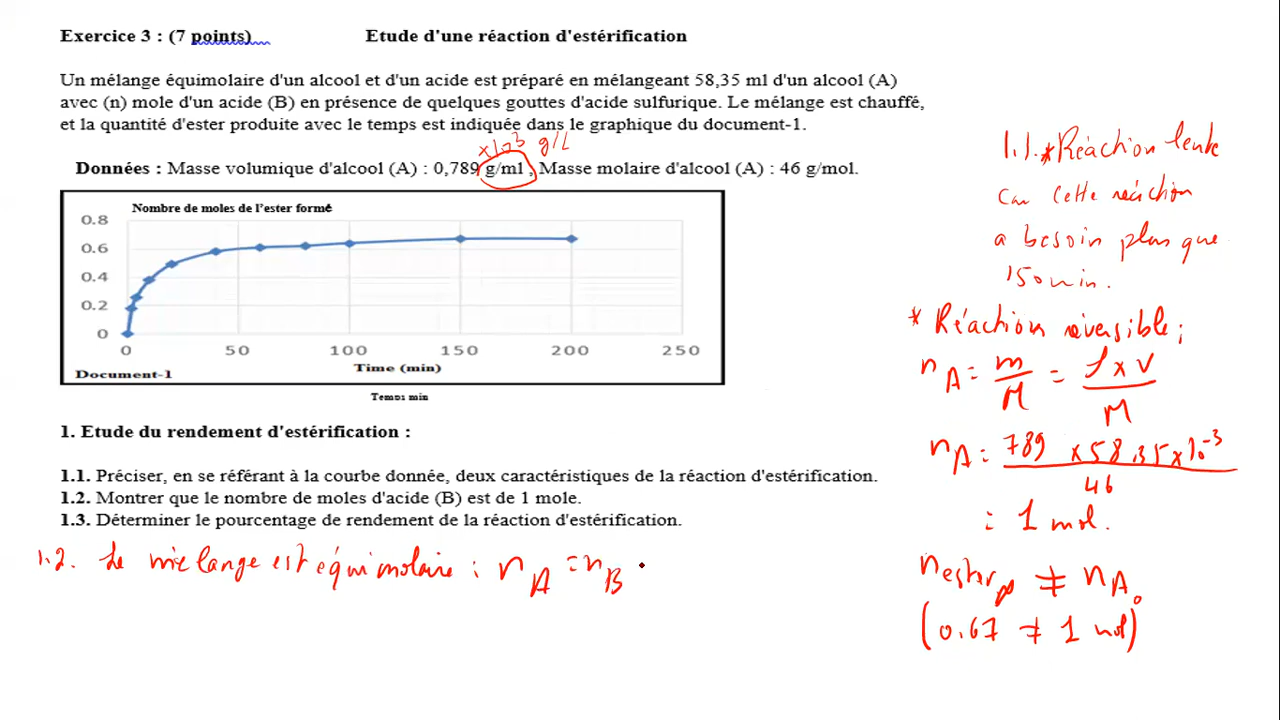 Exercice 3 : (7 points) Etude d'une réaction d'estérification
Un mélange équimolaire d'un alcool et d'un acide est préparé en mélangeant 58,35 ml d'un alcool (A)
avec (n) mole d'un acide (B) en présence de quelques gouttes d'acide sulfurique. Le mélange est chauffé,
et la quantité d'ester produite avec le temps est indiquée dans le graphique du document-1.
x10³ g/L
Données : Masse volumique d'alcool (A) : 0,789 g/ml , Masse molaire d'alcool (A) : 46 g/mol.
Nombre de moles de l'ester formé
0.8
0.6
0.4
0.2
0
0 50 100 150 200 250
Time (min)
Document-1
Temps min
1. Etude du rendement d'estérification :
1.1. Préciser, en se référant à la courbe donnée, deux caractéristiques de la réaction d'estérification.
1.2. Montrer que le nombre de moles d'acide (B) est de 1 mole.
1.3. Déterminer le pourcentage de rendement de la réaction d'estérification.
1.2. Le mélange est équimolaire : nA = nB
1.1. * Réaction lente
Car cette réaction
a besoin plus que
150 min.
* Réaction réversible ;
nA = m/M = ρ x V/M
nA = 789 x 58.35 x 10⁻³/46
= 1 mol.
nester ≠ nA₀
(0.67 ≠ 1 mol)